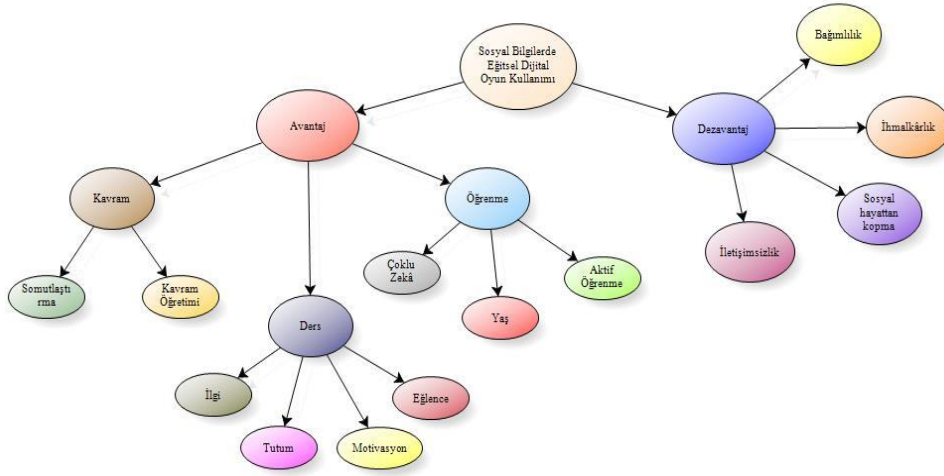 Sosyal Bilgilerde
Eğitsel Dijital
Oyun Kullanımı
Bağımlılık
Avantaj
Dezavantaj
İhmalkârlık
Kavram
Öğrenme
Sosyal
hayattan
kopma
İletişimsizlik
Çoklu
Zekâ
Aktif
Öğrenme
Somutlaştı
rma
Kavram
Öğretimi
Yaş
Ders
İlgi
Eğlence
Tutum
Motivasyon